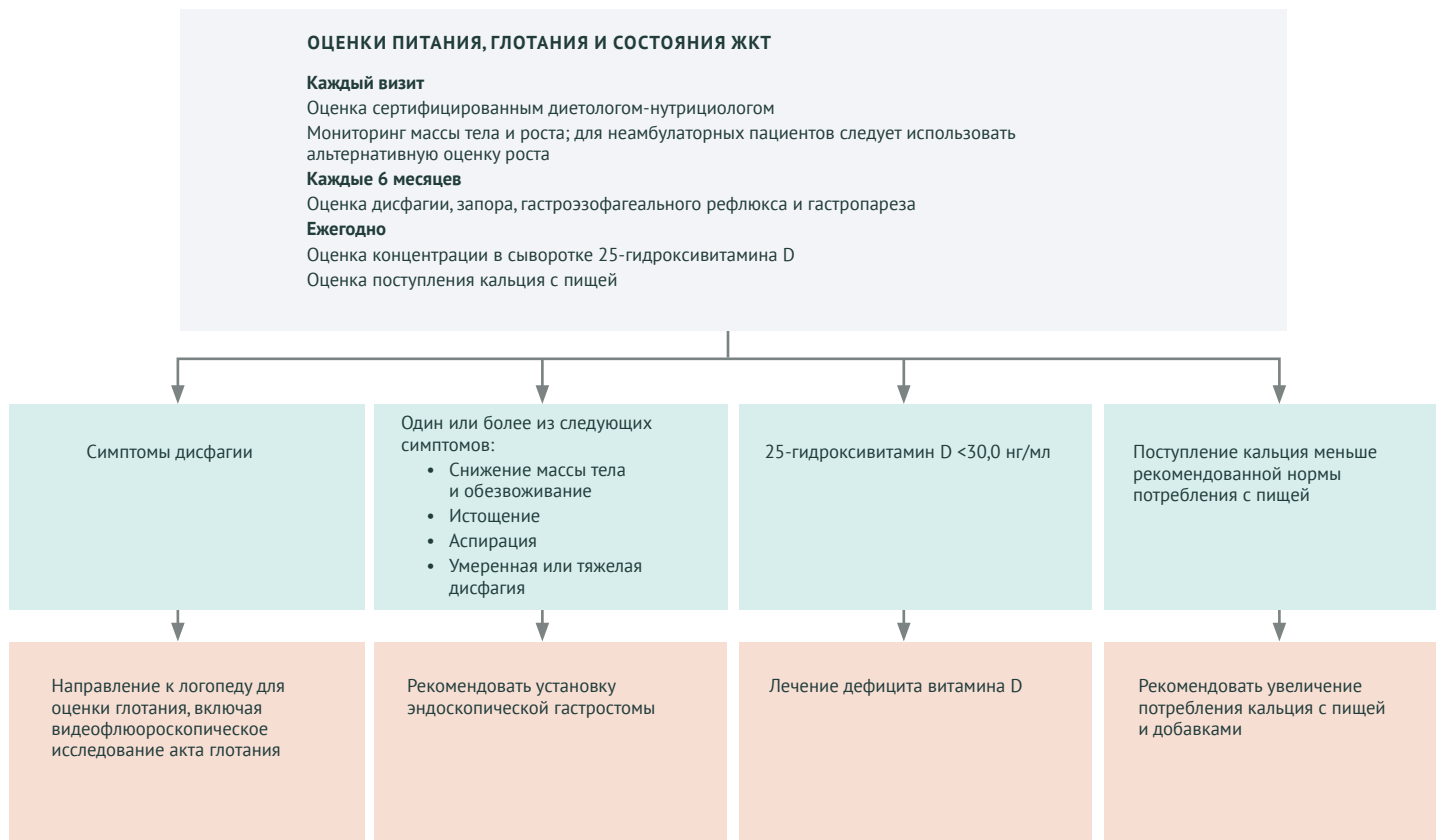 ОЦЕНКИ ПИТАНИЯ, ГЛОТАНИЯ И СОСТОЯНИЯ ЖКТ
Каждый визит
Оценка сертифицированным диетологом-нутрициологом
Мониторинг массы тела и роста; для неамбулаторных пациентов следует использовать
альтернативную оценку роста
Каждые 6 месяцев
Оценка дисфагии, запора, гастроэзофагеального рефлюкса и гастропареза
Ежегодно
Оценка концентрации в сыворотке 25-гидроксивитамина D
Оценка поступления кальция с пищей
Симптомы дисфагии
Один или более из следующих
симптомов:
• Снижение массы тела
и обезвоживание
• Истощение
• Аспирация
• Умеренная или тяжелая
дисфагия
25-гидроксивитамин D <30,0 нг/мл
Поступление кальция меньше
рекомендованной нормы
потребления с пищей
Направление к логопеду для
оценки глотания, включая
видеофлюороскопическое
исследование акта глотания
Рекомендовать установку
эндоскопической гастростомы
Лечение дефицита витамина D
Рекомендовать увеличение
потребления кальция с пищей
и добавками